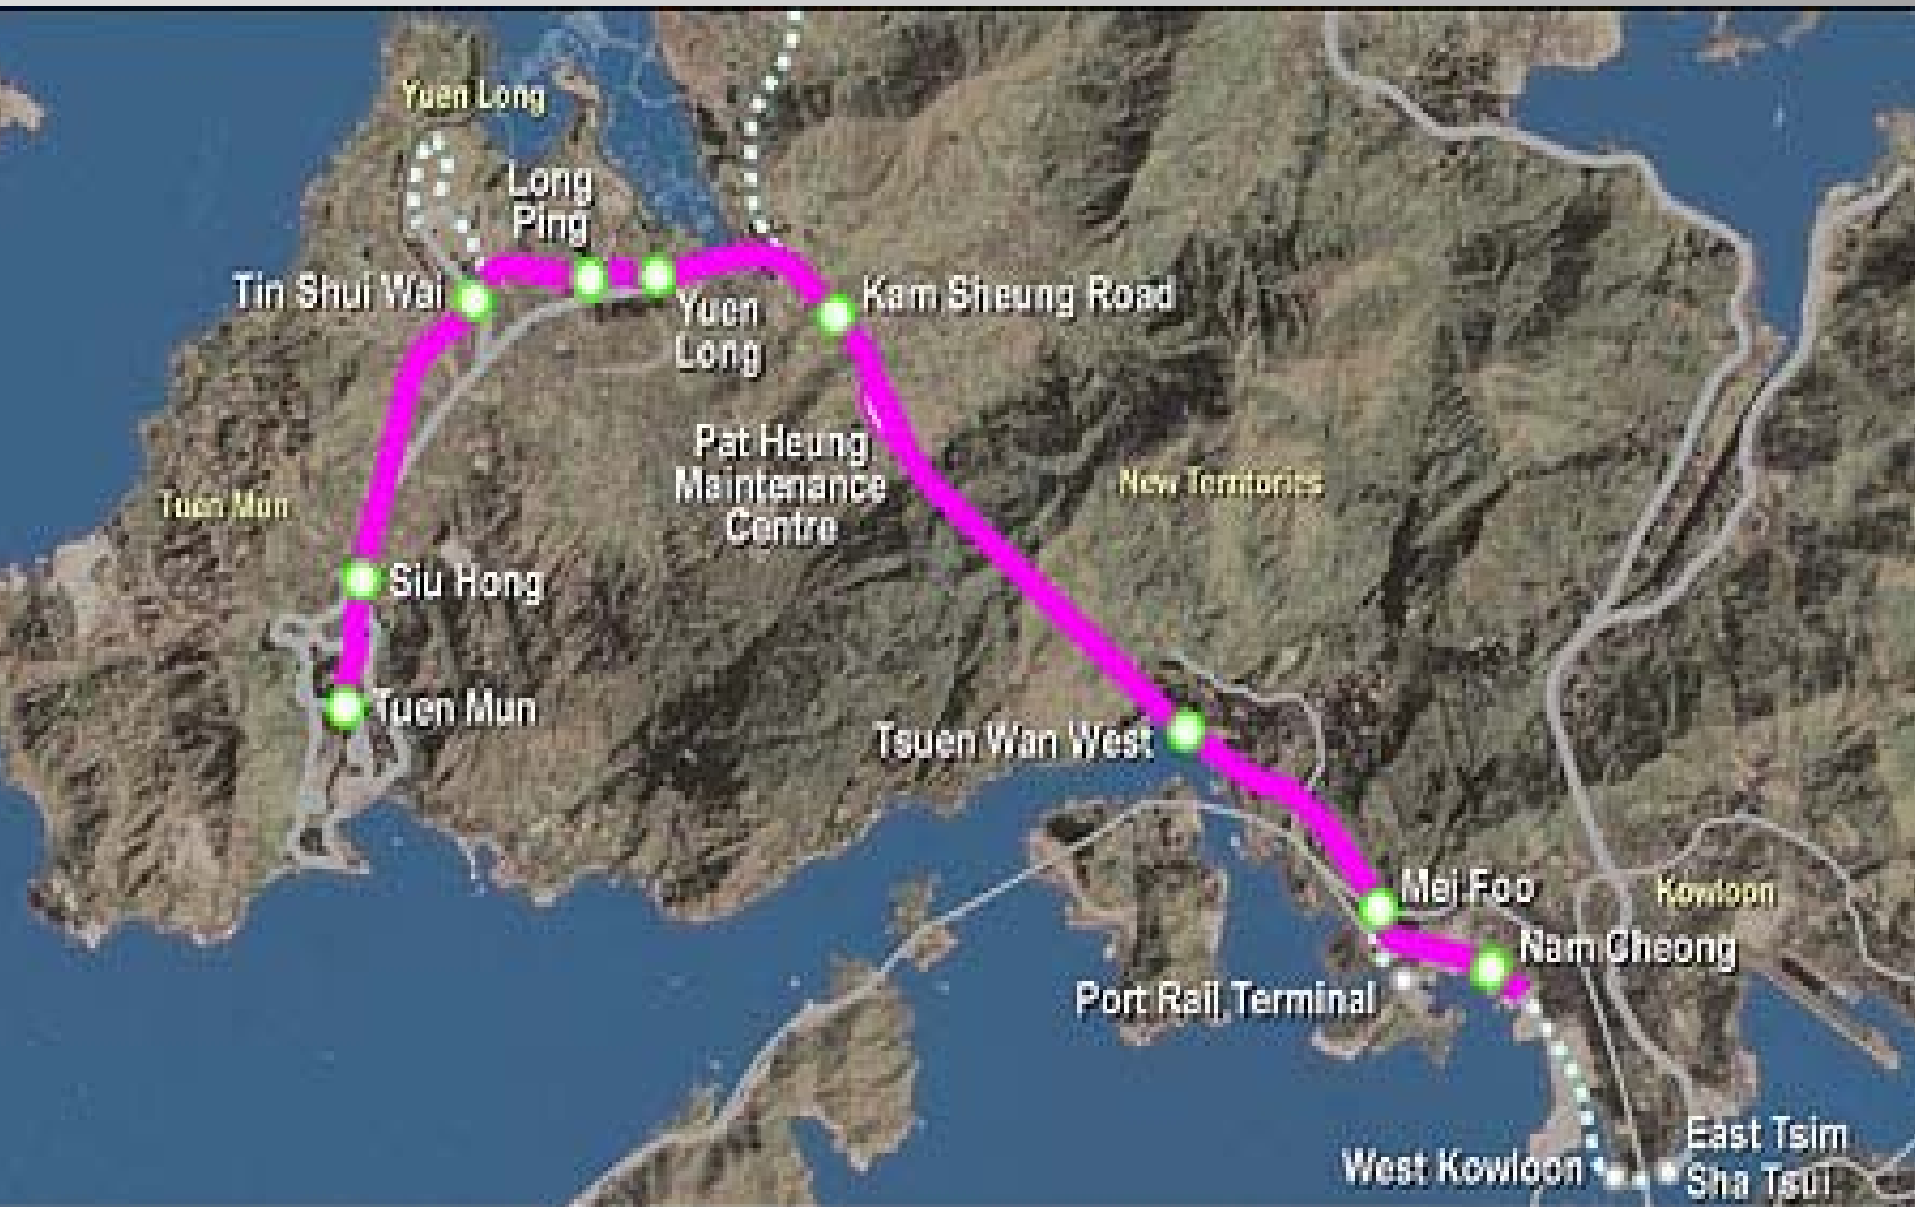 Yuen Long
Long
Ping
Tin Shui Wai
Yuen
Long
Kam Sheung Road
Pat Heung
Maintenance
Centre
New Territories
Tuen Mun
Siu Hong
Tuen Mun
Tsuen Wan West
Mei Foo
Kowloon
Nam Cheong
Port Rail Terminal
West Kowloon
East Tsim
Sha Tsui